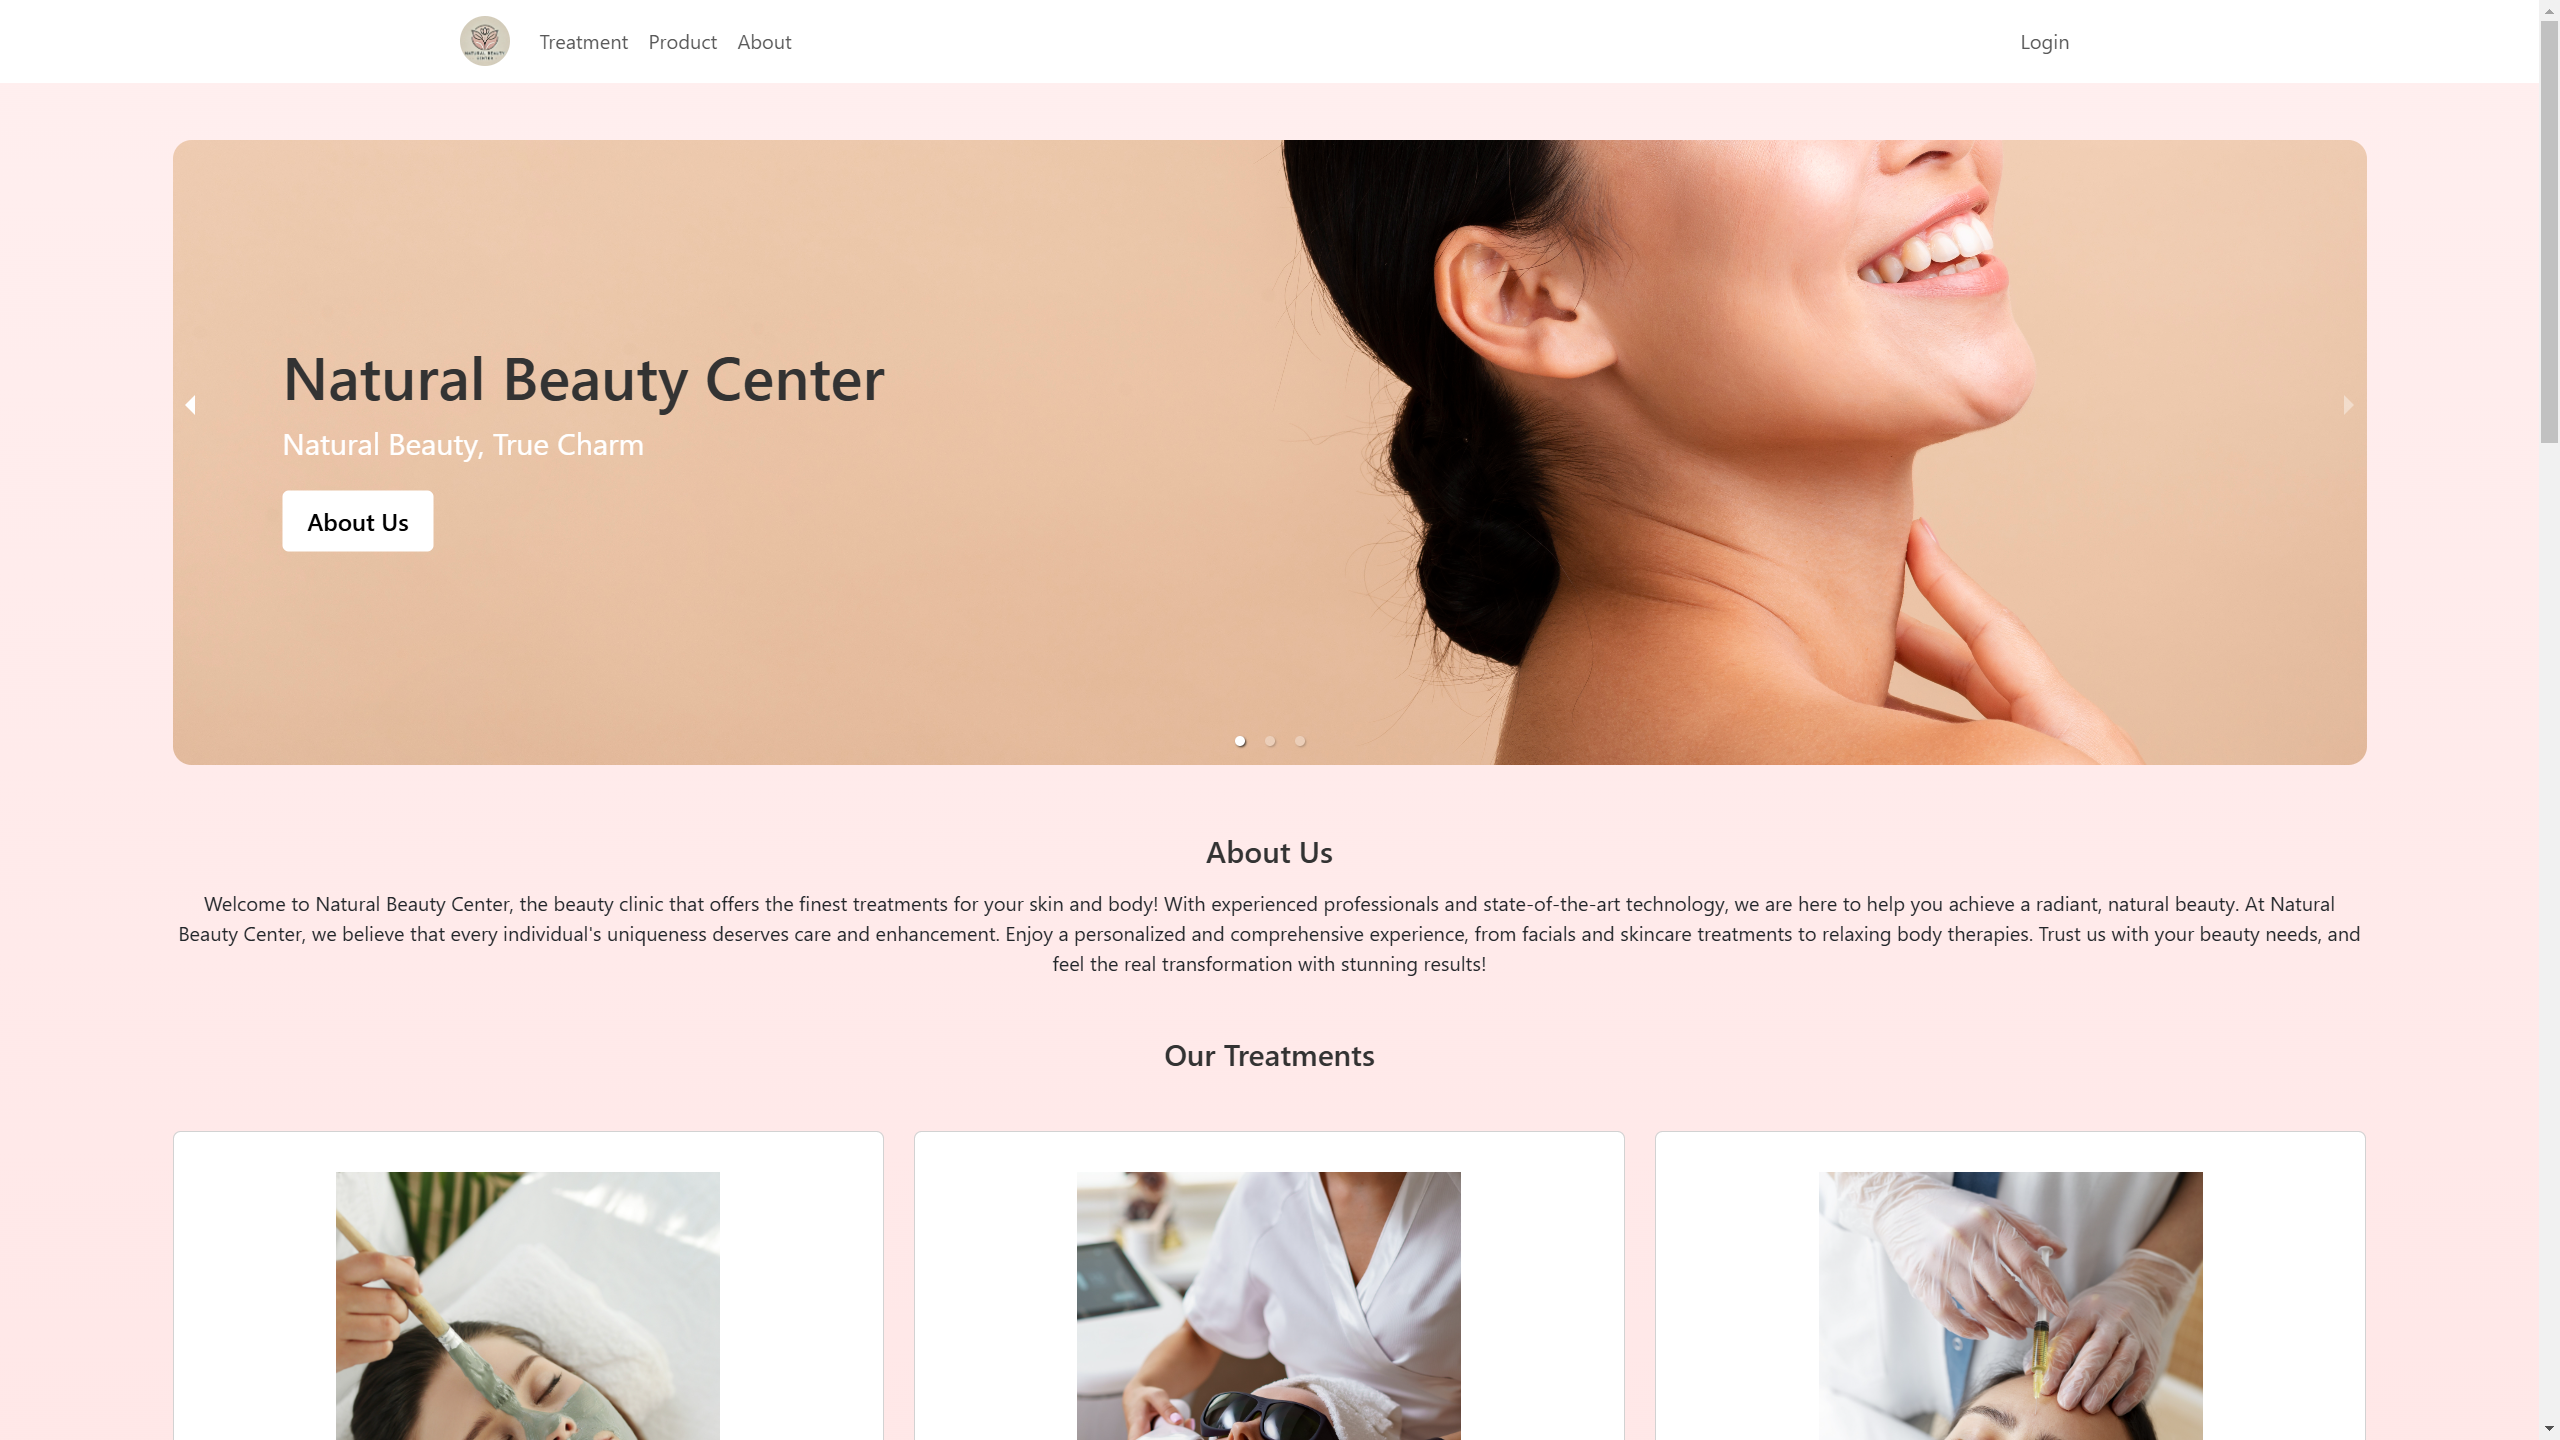 NATURAL BEAUTY
CENTER
Treatment Product About Login
Natural Beauty Center
Natural Beauty, True Charm
About Us
About Us
Welcome to Natural Beauty Center, the beauty clinic that offers the finest treatments for your skin and body! With experienced professionals and state-of-the-art technology, we are here to help you achieve a radiant, natural beauty. At Natural
Beauty Center, we believe that every individual's uniqueness deserves care and enhancement. Enjoy a personalized and comprehensive experience, from facials and skincare treatments to relaxing body therapies. Trust us with your beauty needs, and
feel the real transformation with stunning results!
Our Treatments